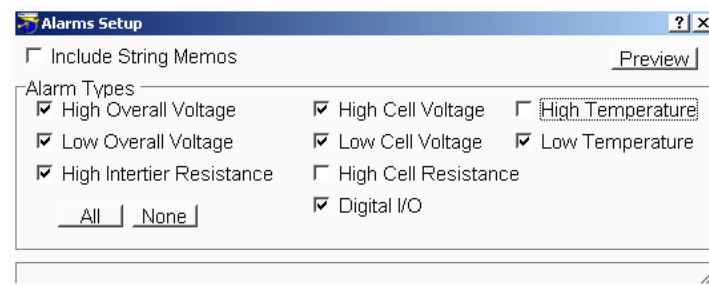 Alarms Setup
Include String Memos
Preview
Alarm Types
High Overall Voltage
High Cell Voltage
High Temperature
Low Overall Voltage
Low Cell Voltage
Low Temperature
High Intertier Resistance
High Cell Resistance
Digital I/O
All
None